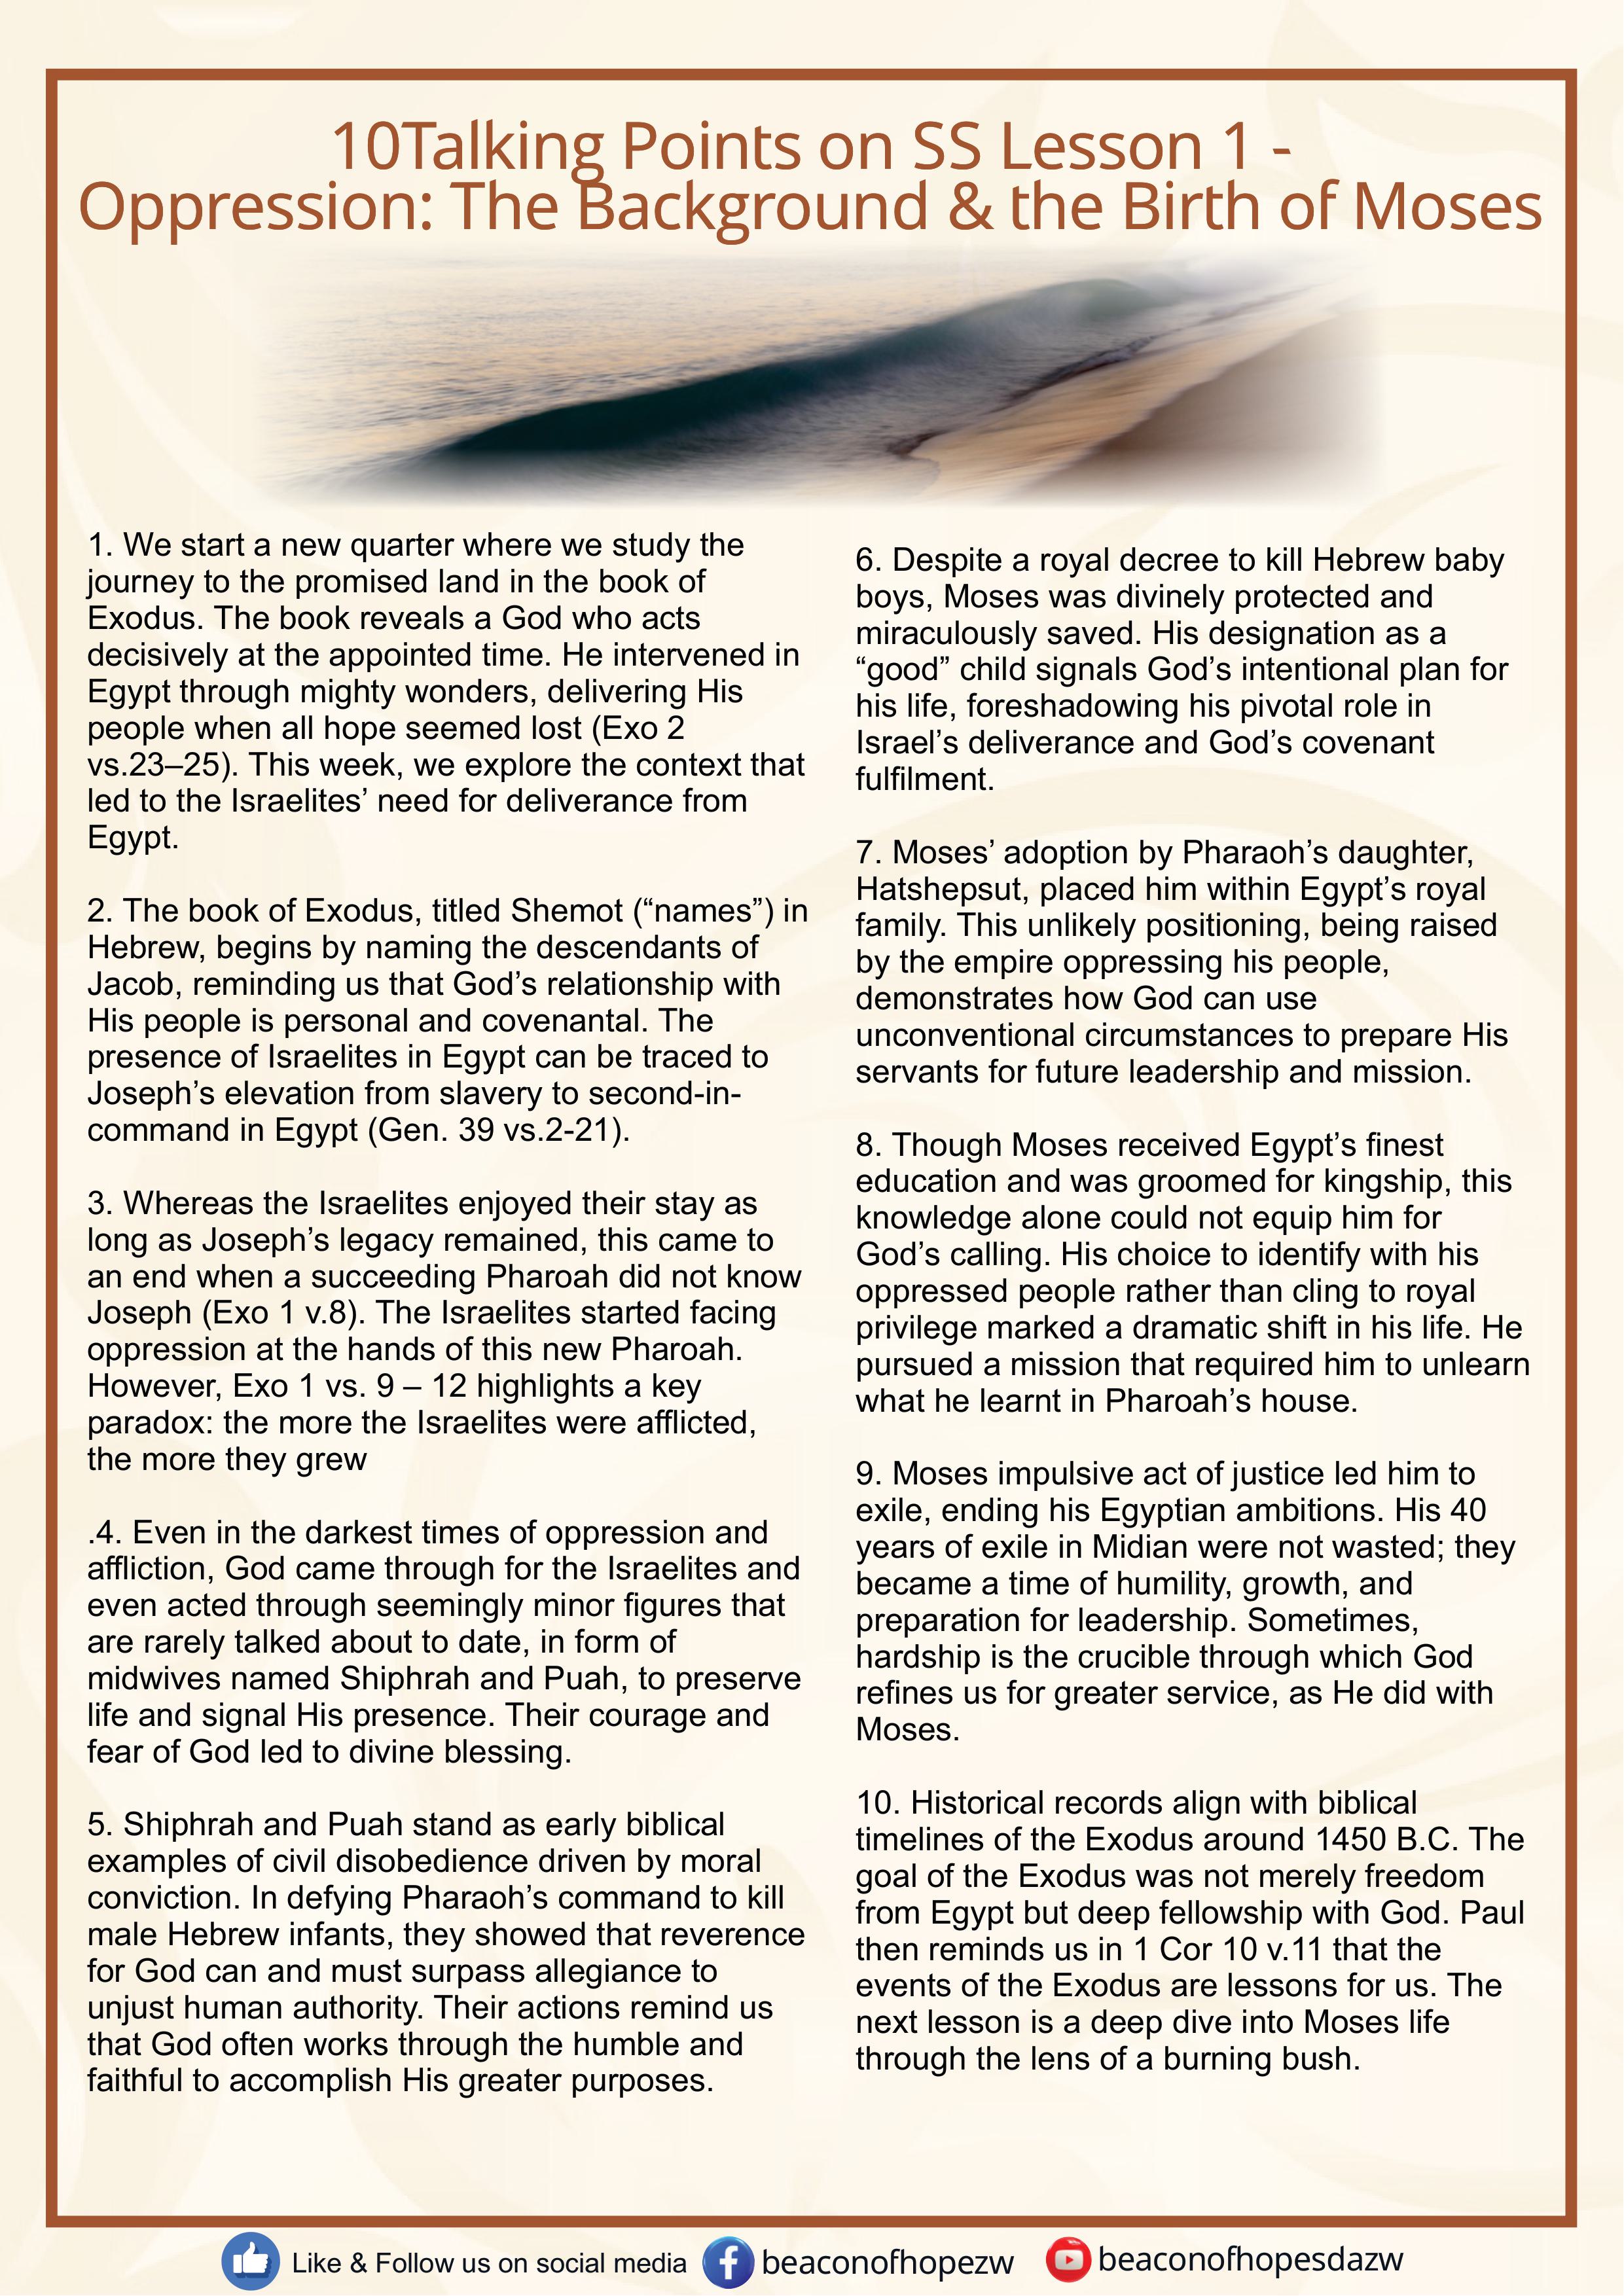 10Talking Points on SS Lesson 1 -
Oppression: The Background & the Birth of Moses
1. We start a new quarter where we study the
journey to the promised land in the book of
Exodus. The book reveals a God who acts
decisively at the appointed time. He intervened in
Egypt through mighty wonders, delivering His
people when all hope seemed lost (Exo 2
vs.23–25). This week, we explore the context that
led to the Israelites’ need for deliverance from
Egypt.
2. The book of Exodus, titled Shemot (“names”) in
Hebrew, begins by naming the descendants of
Jacob, reminding us that God’s relationship with
His people is personal and covenantal. The
presence of Israelites in Egypt can be traced to
Joseph’s elevation from slavery to second-in-
command in Egypt (Gen. 39 vs.2-21).
3. Whereas the Israelites enjoyed their stay as
long as Joseph’s legacy remained, this came to
an end when a succeeding Pharoah did not know
Joseph (Exo 1 v.8). The Israelites started facing
oppression at the hands of this new Pharoah.
However, Exo 1 vs. 9 – 12 highlights a key
paradox: the more the Israelites were afflicted,
the more they grew
.4. Even in the darkest times of oppression and
affliction, God came through for the Israelites and
even acted through seemingly minor figures that
are rarely talked about to date, in form of
midwives named Shiphrah and Puah, to preserve
life and signal His presence. Their courage and
fear of God led to divine blessing.
5. Shiphrah and Puah stand as early biblical
examples of civil disobedience driven by moral
conviction. In defying Pharaoh’s command to kill
male Hebrew infants, they showed that reverence
for God can and must surpass allegiance to
unjust human authority. Their actions remind us
that God often works through the humble and
faithful to accomplish His greater purposes.
6. Despite a royal decree to kill Hebrew baby
boys, Moses was divinely protected and
miraculously saved. His designation as a
“good” child signals God’s intentional plan for
his life, foreshadowing his pivotal role in
Israel’s deliverance and God’s covenant
fulfilment.
7. Moses’ adoption by Pharaoh’s daughter,
Hatshepsut, placed him within Egypt’s royal
family. This unlikely positioning, being raised
by the empire oppressing his people,
demonstrates how God can use
unconventional circumstances to prepare His
servants for future leadership and mission.
8. Though Moses received Egypt’s finest
education and was groomed for kingship, this
knowledge alone could not equip him for
God’s calling. His choice to identify with his
oppressed people rather than cling to royal
privilege marked a dramatic shift in his life. He
pursued a mission that required him to unlearn
what he learnt in Pharoah’s house.
9. Moses impulsive act of justice led him to
exile, ending his Egyptian ambitions. His 40
years of exile in Midian were not wasted; they
became a time of humility, growth, and
preparation for leadership. Sometimes,
hardship is the crucible through which God
refines us for greater service, as He did with
Moses.
10. Historical records align with biblical
timelines of the Exodus around 1450 B.C. The
goal of the Exodus was not merely freedom
from Egypt but deep fellowship with God. Paul
then reminds us in 1 Cor 10 v.11 that the
events of the Exodus are lessons for us. The
next lesson is a deep dive into Moses life
through the lens of a burning bush.
Like & Follow us on social media beaconofhopezw beaconofhopesdazw